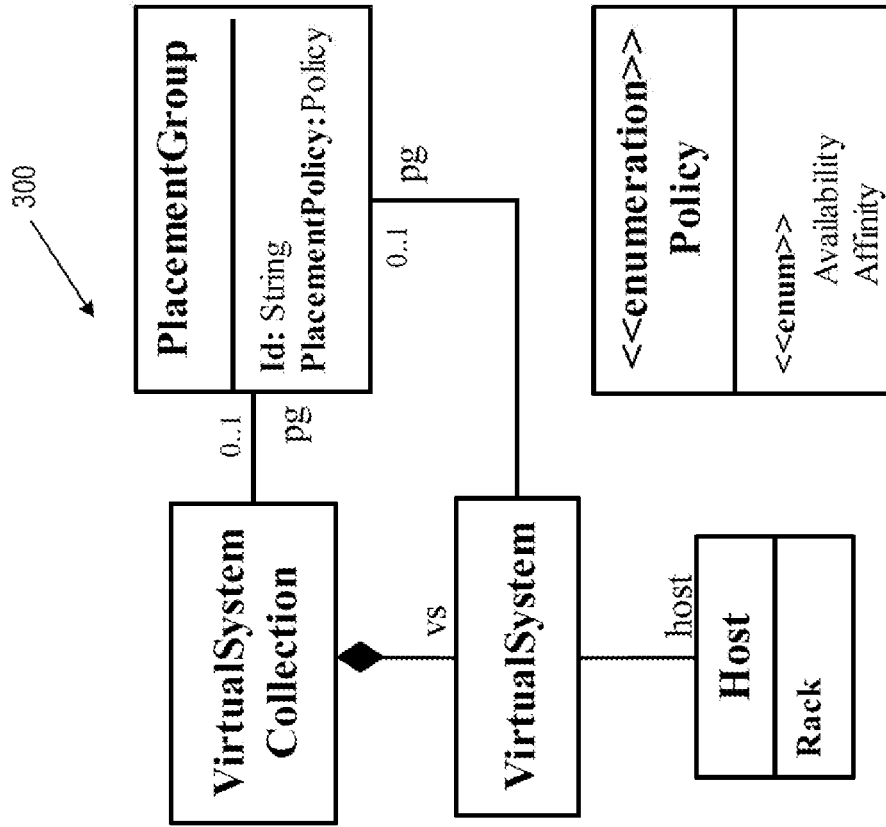 300
VirtualSystem
Collection
0..1
pg
PlacementGroup
Id: String
PlacementPolicy:Policy
0..1
pg
vs
VirtualSystem
host
Host
Rack
<<enumeration>>
Policy
<<enum>>
Availability
Affinity